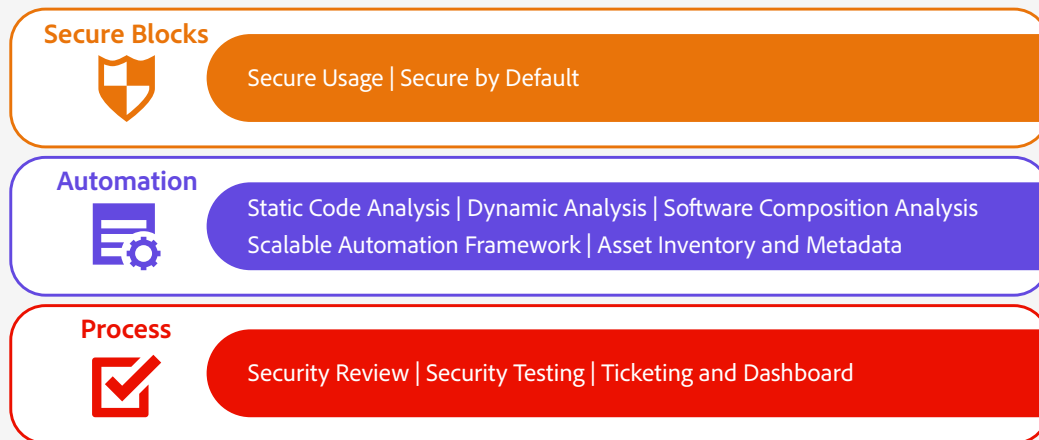 Secure Blocks
Secure Usage | Secure by Default
Automation
Static Code Analysis | Dynamic Analysis | Software Composition Analysis
Scalable Automation Framework | Asset Inventory and Metadata
Process
Security Review | Security Testing | Ticketing and Dashboard